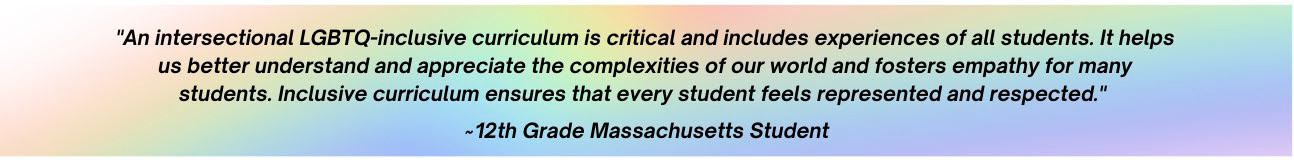 "An intersectional LGBTQ-inclusive curriculum is critical and includes experiences of all students. It helps
us better understand and appreciate the complexities of our world and fosters empathy for many
students. Inclusive curriculum ensures that every student feels represented and respected."
~12th Grade Massachusetts Student